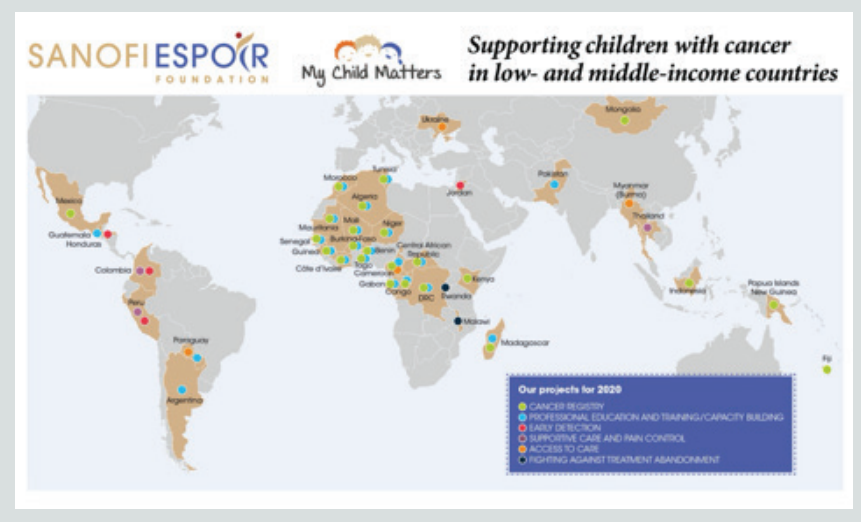 SANOFI ESPOIR
FOUNDATION
My Child Matters
Supporting children with cancer
in low- and middle-income countries
Mongolia
Ukraine
Tunisia
Morocco
Pakistan
Jordan
Algeria
Myanmar
(Burma)
Mexico
Thailand
Mauritania
Mali
Niger
Guatemala
Honduras
Senegal
Burkina-Faso
Central African
Republic
Guinea
Benin
Côte d'Ivoire
Togo
Cameroon
Colombia
Kenya
Gabon
Congo
DRC
Rwanda
Indonesia
Papua Islands
New Guinea
Peru
Malawi
Madagascar
Paraguay
Fiji
Argentina
Our projects for 2020
CANCER REGISTRY
PROFESSIONAL EDUCATION AND TRAINING/CAPACITY BUILDING
EARLY DETECTION
SUPPORTIVE CARE AND PAIN CONTROL
ACCESS TO CARE
FIGHTING AGAINST TREATMENT ABANDONMENT